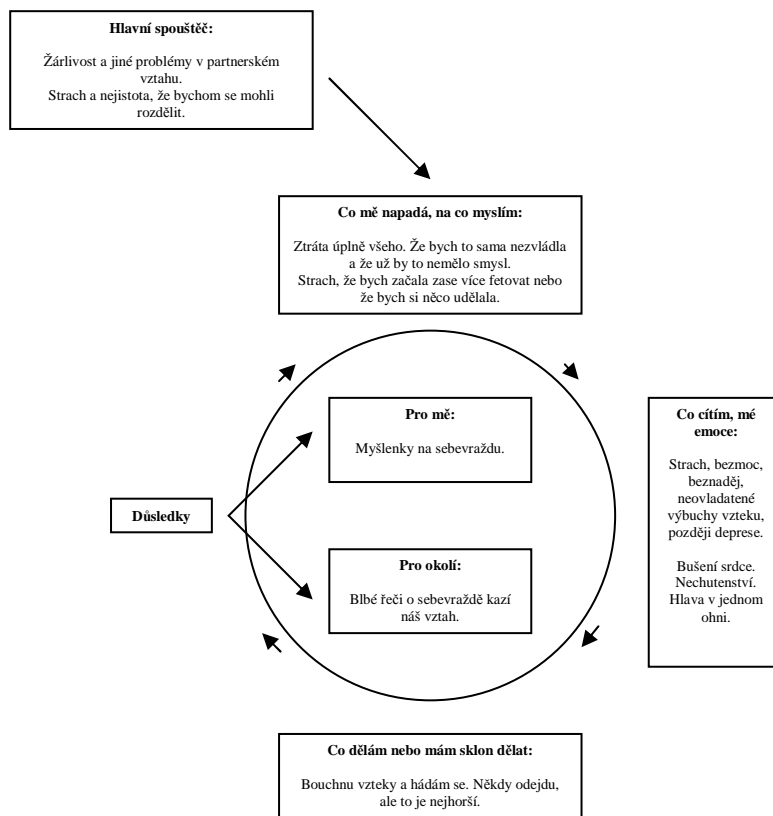 Hlavní spouštěč:
Žárlivost a jiné problémy v partnerském
vztahu.
Strach a nejistota, že bychom se mohli
rozdělit.
Co mě napadá, na co myslím:
Ztráta úplně všeho. Že bych to sama nezvládla
a že už by to nemělo smysl.
Strach, že bych začala zase více fetovat nebo
že bych si něco udělala.
Pro mě:
Myšlenky na sebevraždu.
Co cítím, mé
emoce:
Strach, bezmoc,
beznaděj,
neovladatené
výbuchy vzteku,
později deprese.
Bušení srdce.
Nechutenství.
Hlava v jednom
ohni.
Důsledky
Pro okolí:
Blbé řeči o sebevraždě kazí
náš vztah.
Co dělám nebo mám sklon dělat:
Bouchnu vzteky a hádám se. Někdy odejdu,
ale to je nejhorší.